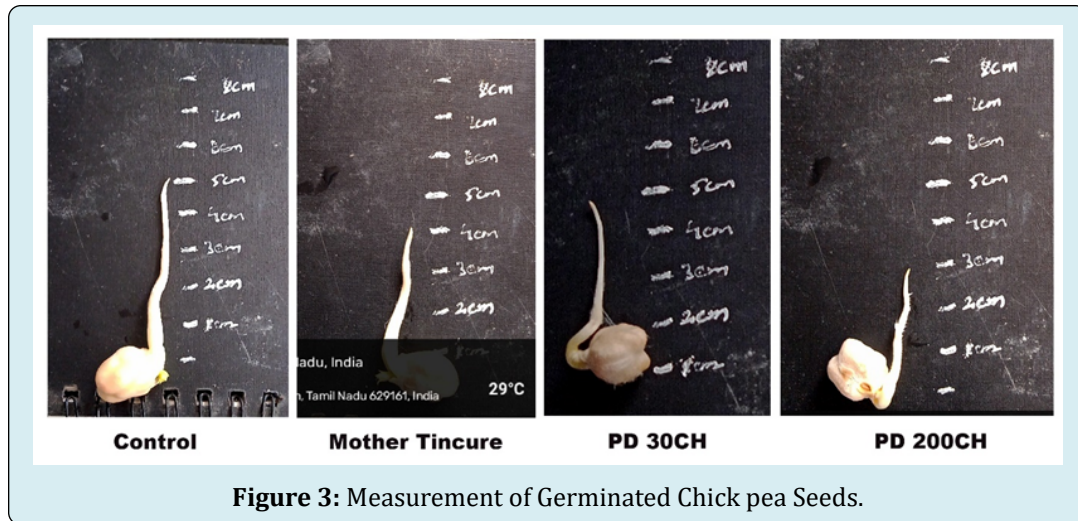 8cm
7cm
6cm
5cm
4cm
3cm
2cm
1cm
Control
8cm
7cm
6cm
5cm
4cm
3cm
2cm
1cm
ladu, India
n, Tamil Nadu 629161, India
29°C
Mother Tincure
8cm
7cm
6cm
5cm
4cm
3cm
2cm
1cm
PD 30CH
8cm
7cm
6cm
5cm
4cm
3cm
2cm
1cm
PD 200CH
Figure 3: Measurement of Germinated Chick pea Seeds.